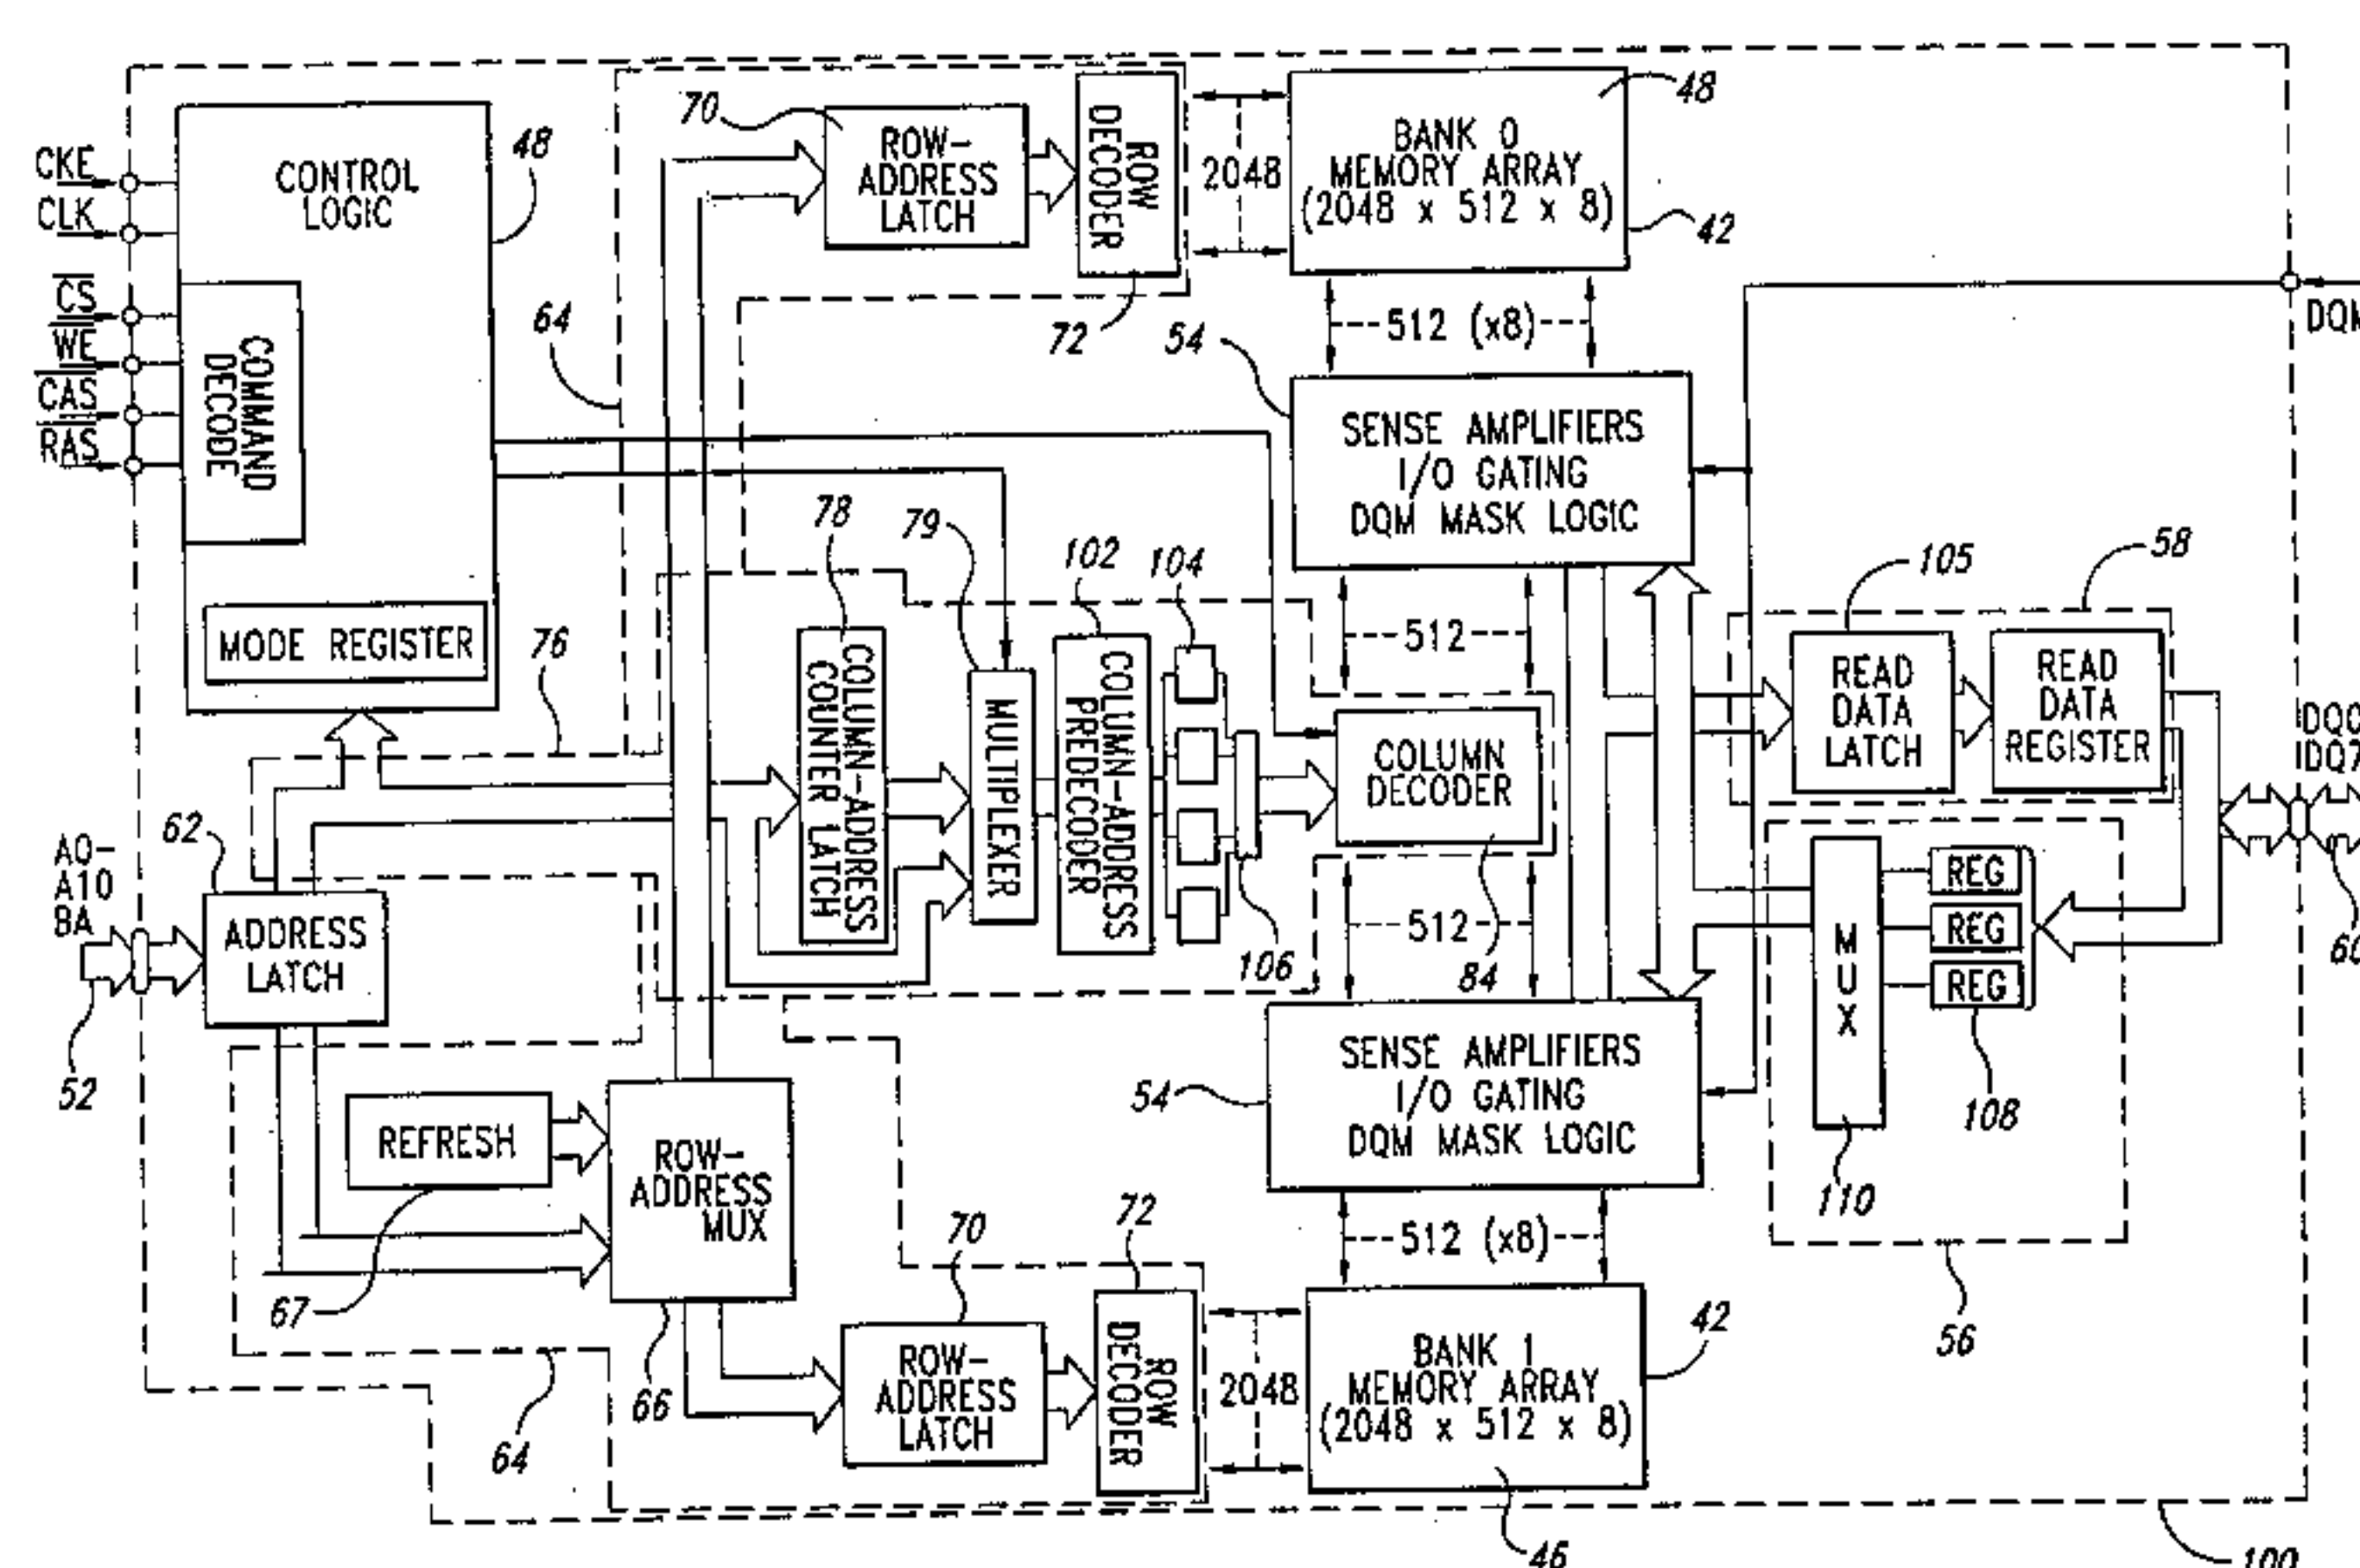 CKE
CLK
CS
WE
CAS
RAS
CONTROL
LOGIC
48
COMMAND
DECODE
MODE REGISTER
70
ROW-
ADDRESS
LATCH
ROW
DECODER
72
2048
BANK 0
MEMORY ARRAY
(2048 x 512 x 8)
48
42
64
512 (x8)
54
SENSE AMPLIFIERS
I/O GATING
DQM MASK LOGIC
76
78
COLUMN-ADDRESS
COUNTER LATCH
79
MULTIPLEXER
102
COLUMN-ADDRESS
PREDECODER
104
106
512
COLUMN
DECODER
84
512
105
READ
DATA
LATCH
58
READ
DATA
REGISTER
60
A0-
A10
BA
52
62
ADDRESS
LATCH
MUX
REG
REG
REG
108
110
56
REFRESH
67
ROW-
ADDRESS
MUX
66
54
SENSE AMPLIFIERS
I/O GATING
DQM MASK LOGIC
512 (x8)
64
70
ROW-
ADDRESS
LATCH
72
ROW
DECODER
2048
BANK 1
MEMORY ARRAY
(2048 x 512 x 8)
42
46
100